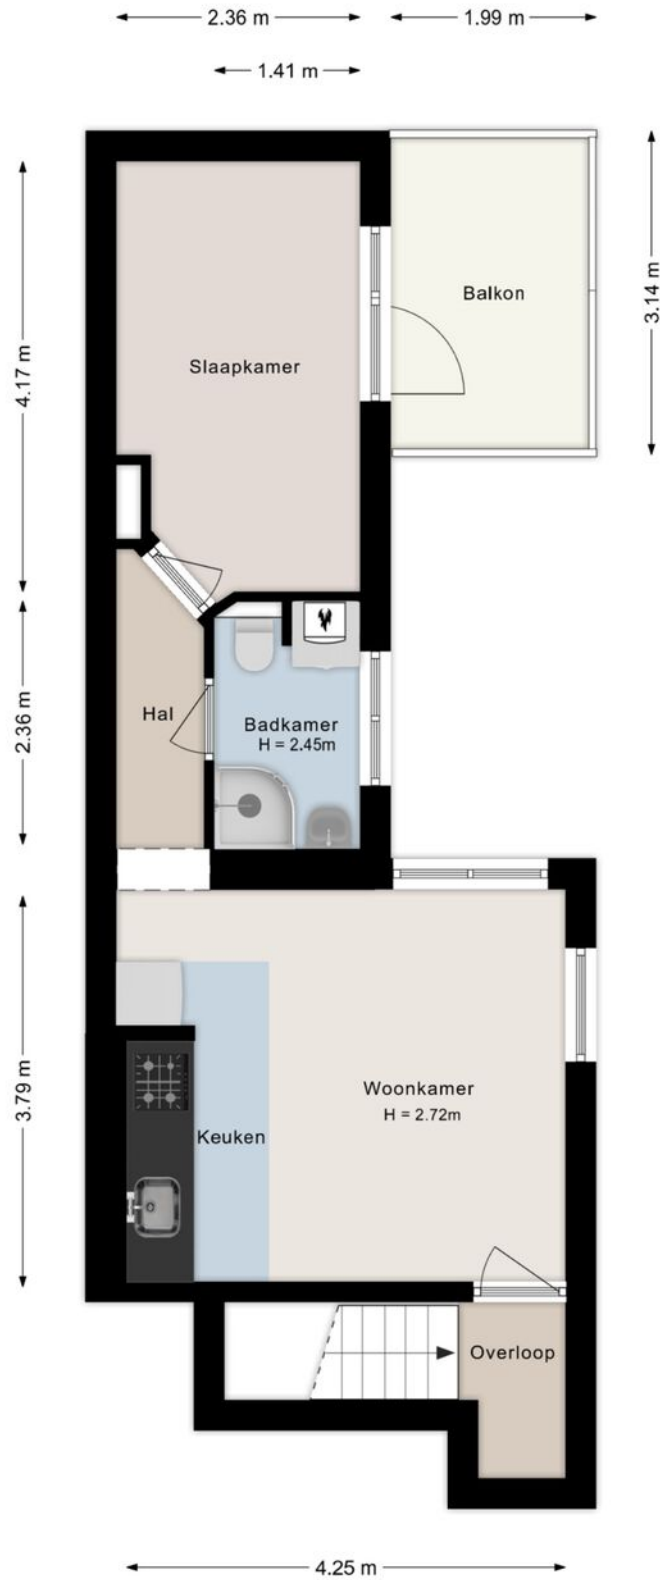 2.36 m
1.99 m
1.41 m
3.14 m
Balkon
4.17 m
Slaapkamer
2.36 m
Hal
Badkamer
H = 2.45m
3.79 m
Woonkamer
H = 2.72m
Keuken
Overloop
4.25 m